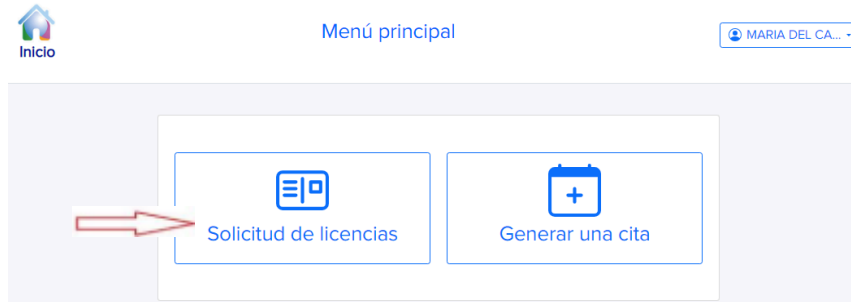 Menú principal
MARIA DEL CA...
Inicio
Solicitud de licencias
Generar una cita